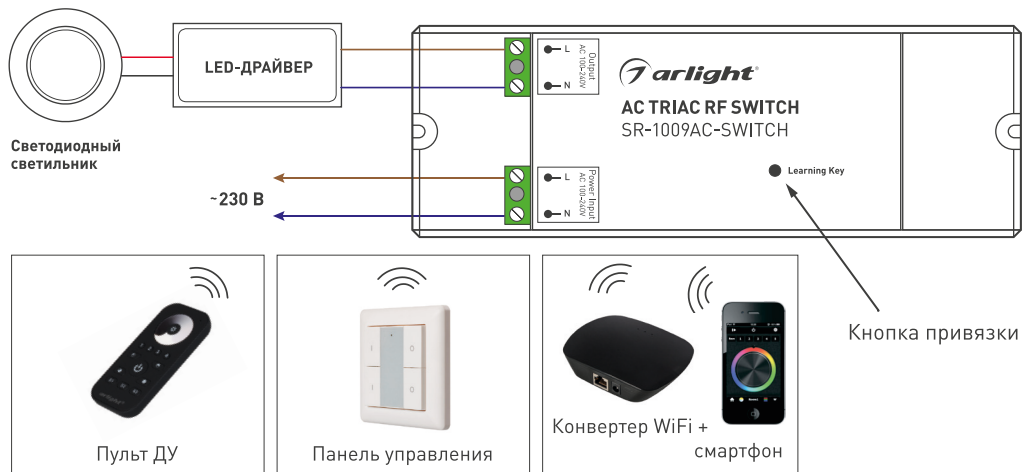 LED-ДРАЙВЕР
Светодиодный
светильник
~230 В
L
N
Output
AC 100-240V
L
N
Power Input
AC 100-240V
arlight
AC TRIAC RF SWITCH
SR-1009AC-SWITCH
Learning Key
Кнопка привязки
arlight
Пульт ДУ
Панель управления
Конвертер WiFi +
смартфон